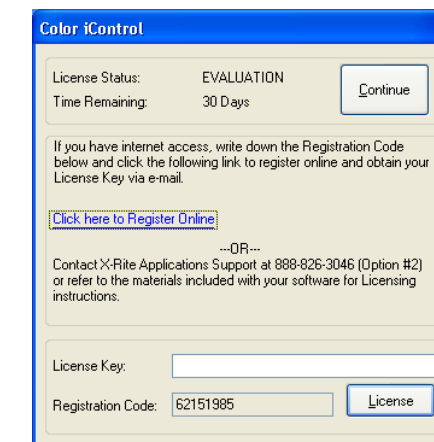 Color iControl
License Status: EVALUATION
Time Remaining: 30 Days
Continue
If you have internet access, write down the Registration Code
below and click the following link to register online and obtain your
License Key via e-mail.
Click here to Register Online
---OR---
Contact X-Rite Applications Support at 888-826-3046 (Option #2)
or refer to the materials included with your software for Licensing
instructions.
License Key:
Registration Code: 62151985
License